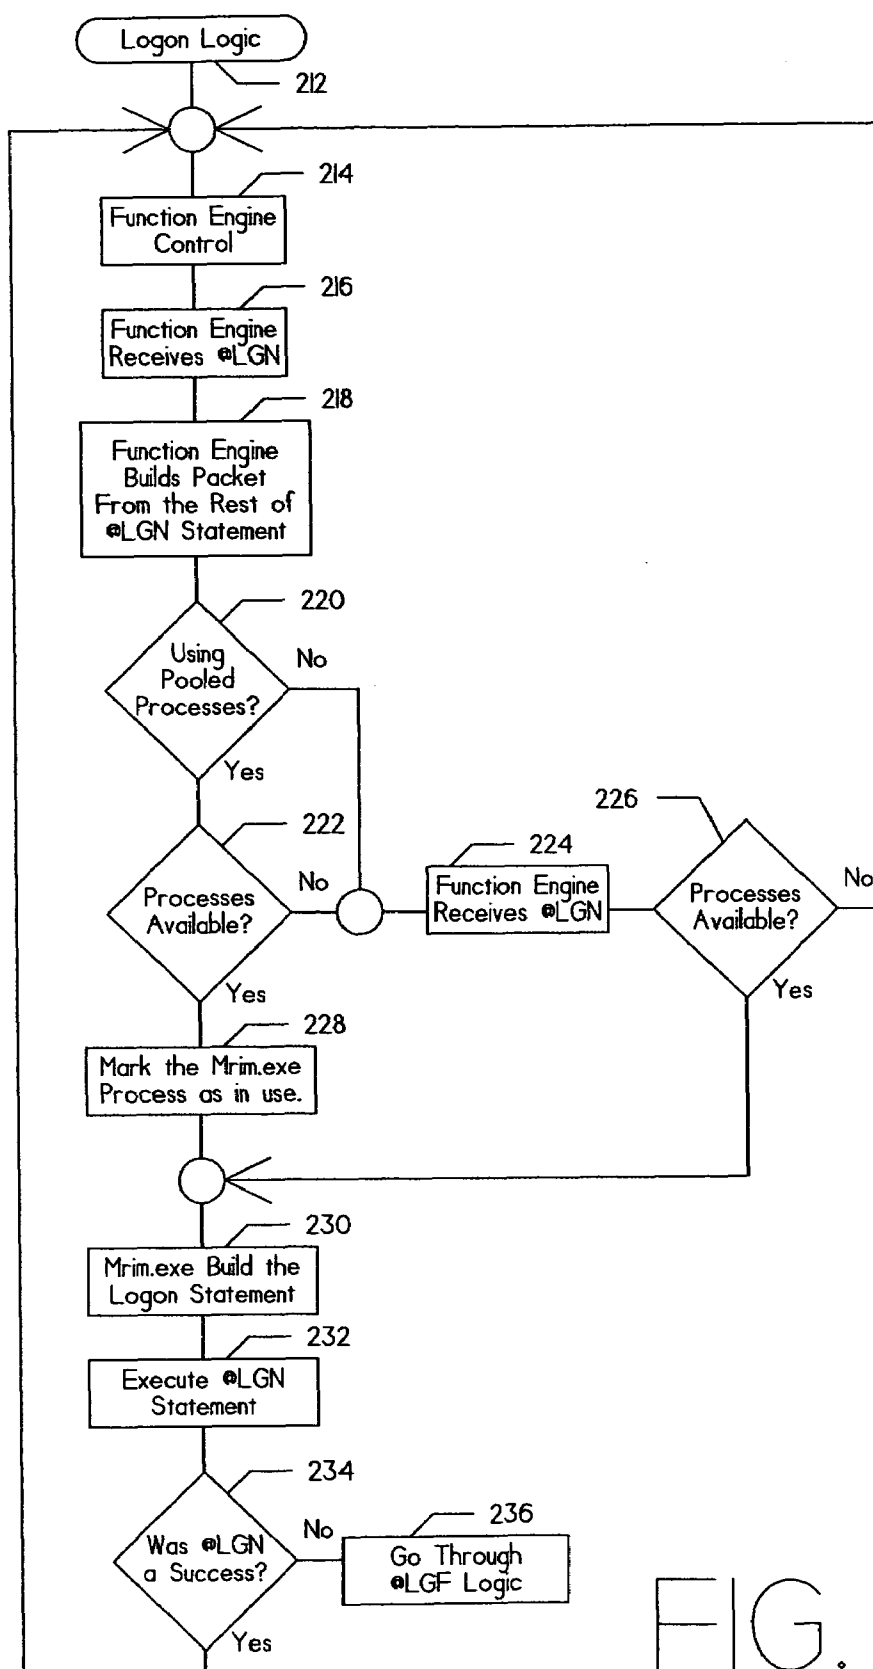 Logon Logic
212
214
Function Engine
Control
216
Function Engine
Receives @LGN
218
Function Engine
Builds Packet
From the Rest of
@LGN Statement
220
Using
Pooled
Processes?
No
Yes
222
Processes
Available?
No
Yes
224
Function Engine
Receives @LGN
226
Processes
Available?
No
Yes
228
Mark the Mrim.exe
Process as in use.
230
Mrim.exe Build the
Logon Statement
232
Execute @LGN
Statement
234
Was @LGN
a Success?
No
Yes
236
Go Through
@LGF Logic
FIG.